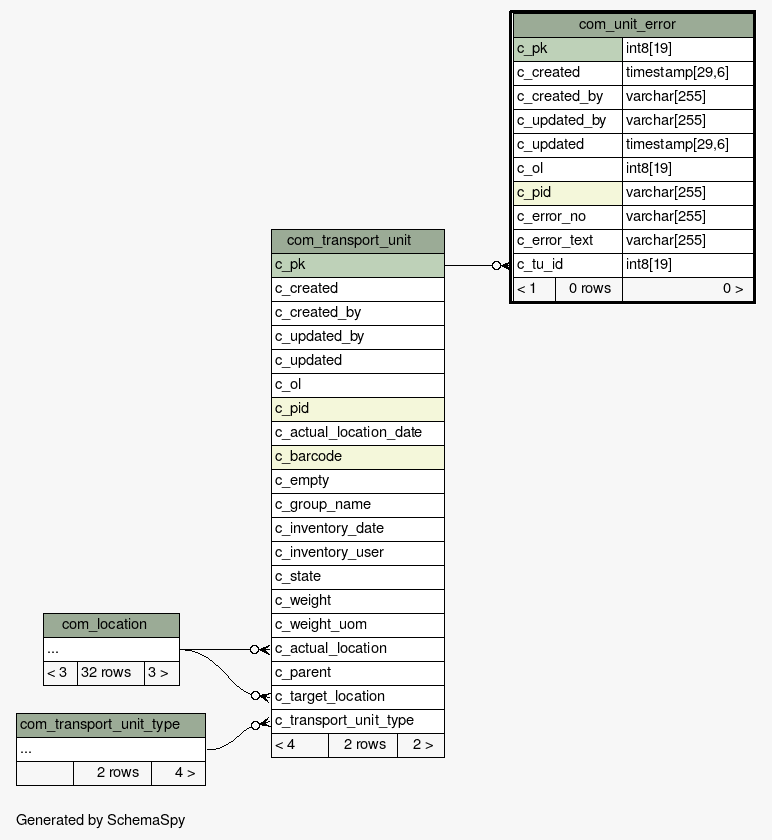 com_unit_error
c_pk int8[19]
c_created timestamp[29,6]
c_created_by varchar[255]
c_updated_by varchar[255]
c_updated timestamp[29,6]
c_ol int8[19]
c_pid varchar[255]
c_error_no varchar[255]
c_error_text varchar[255]
c_tu_id int8[19]
< 1 0 rows 0 >
com_transport_unit
c_pk
c_created
c_created_by
c_updated_by
c_updated
c_ol
c_pid
c_actual_location_date
c_barcode
c_empty
c_group_name
c_inventory_date
c_inventory_user
c_state
c_weight
c_weight_uom
c_actual_location
c_parent
c_target_location
c_transport_unit_type
< 4 2 rows 2 >
com_location
...
< 3 32 rows 3 >
com_transport_unit_type
...
2 rows 4 >
Generated by SchemaSpy